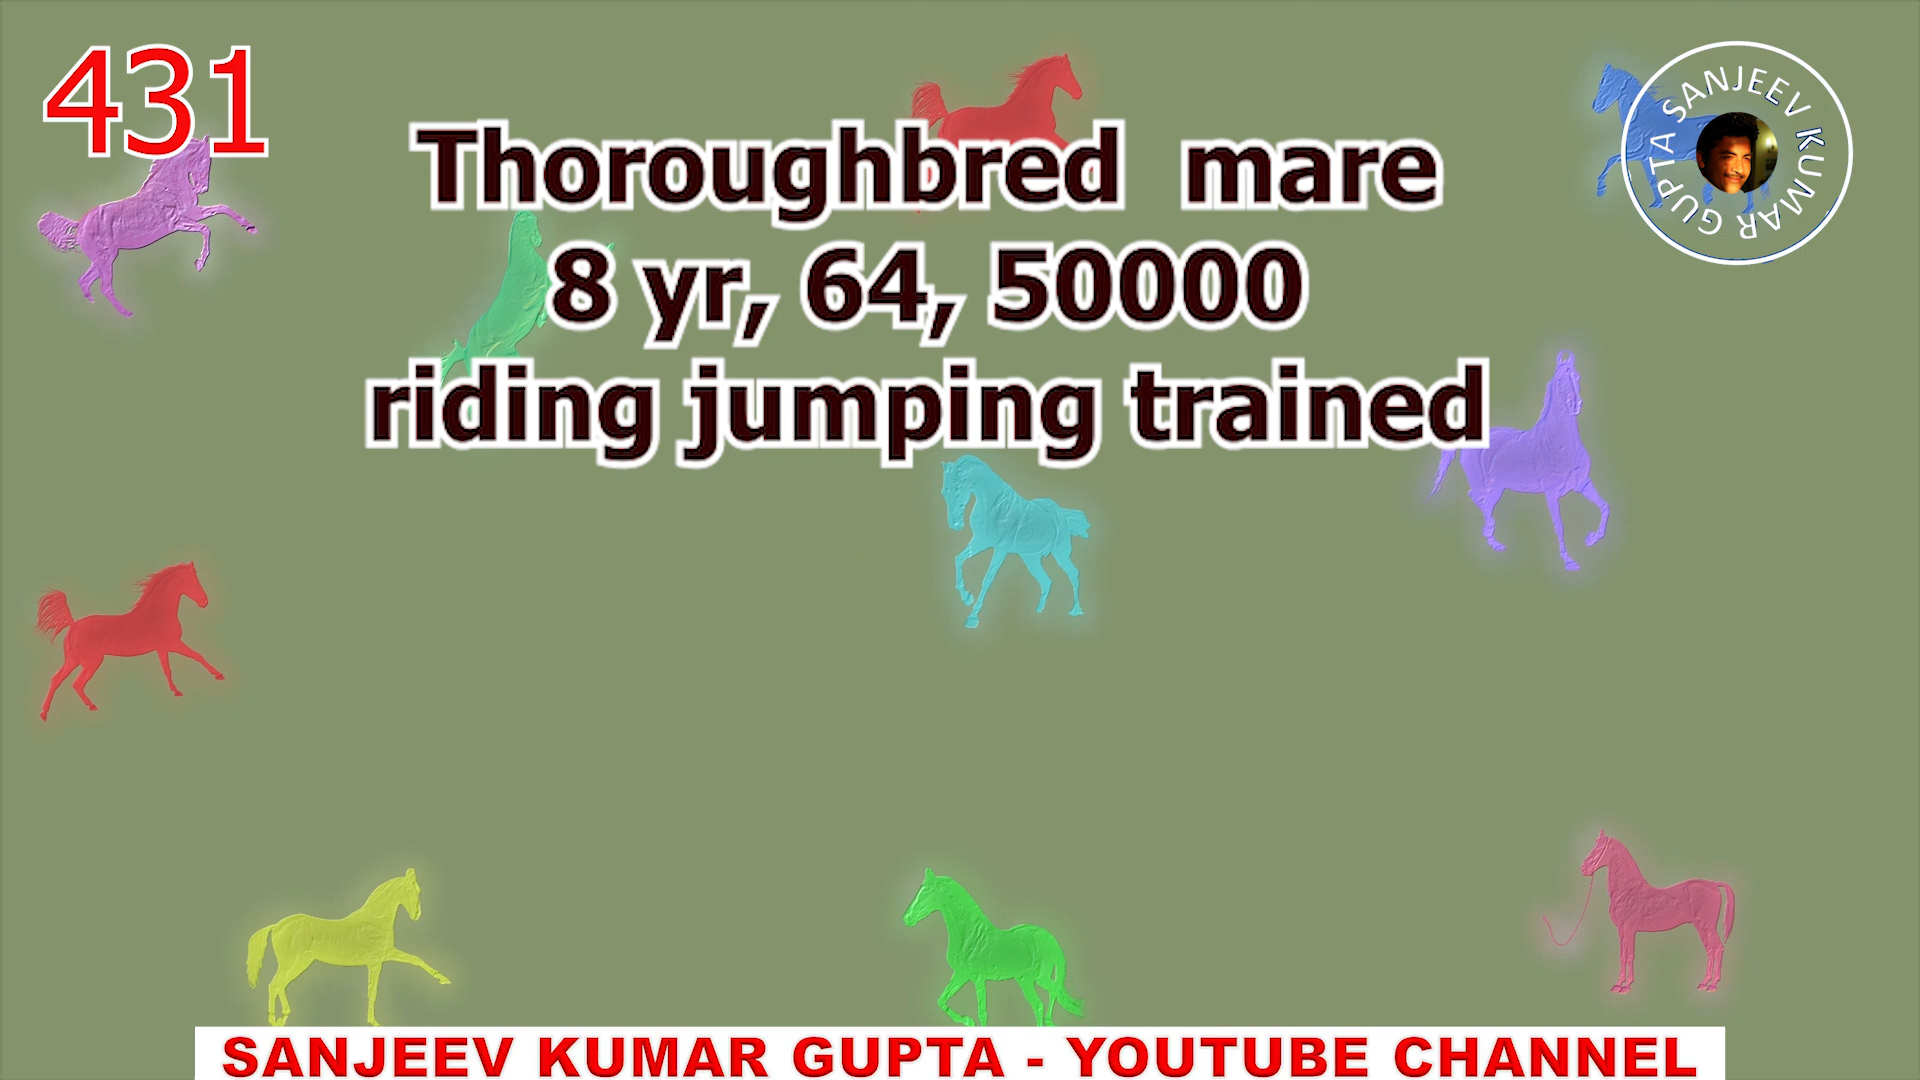 431
SANJEEV KUMAR GUPTA
Thoroughbred mare
8 yr, 64, 50000
riding jumping trained
SANJEEV KUMAR GUPTA - YOUTUBE CHANNEL